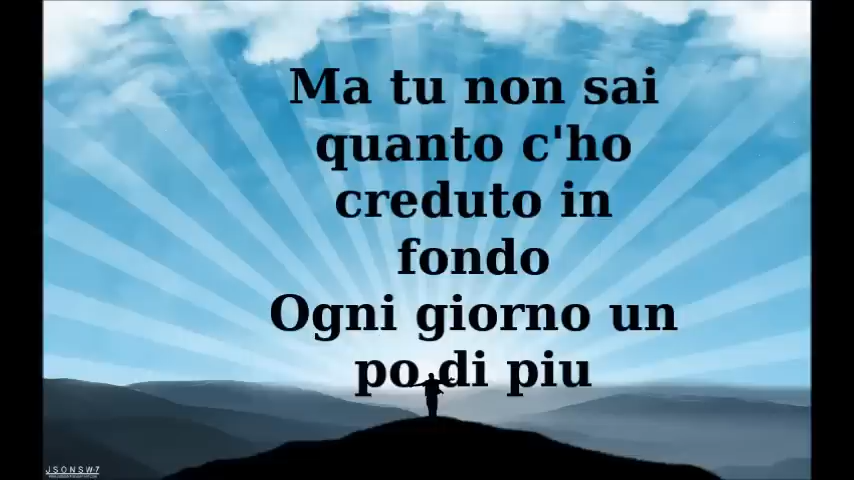 Ma tu non sai
quanto c'ho
creduto in
fondo
Ogni giorno un
po di piu
JSONSW7